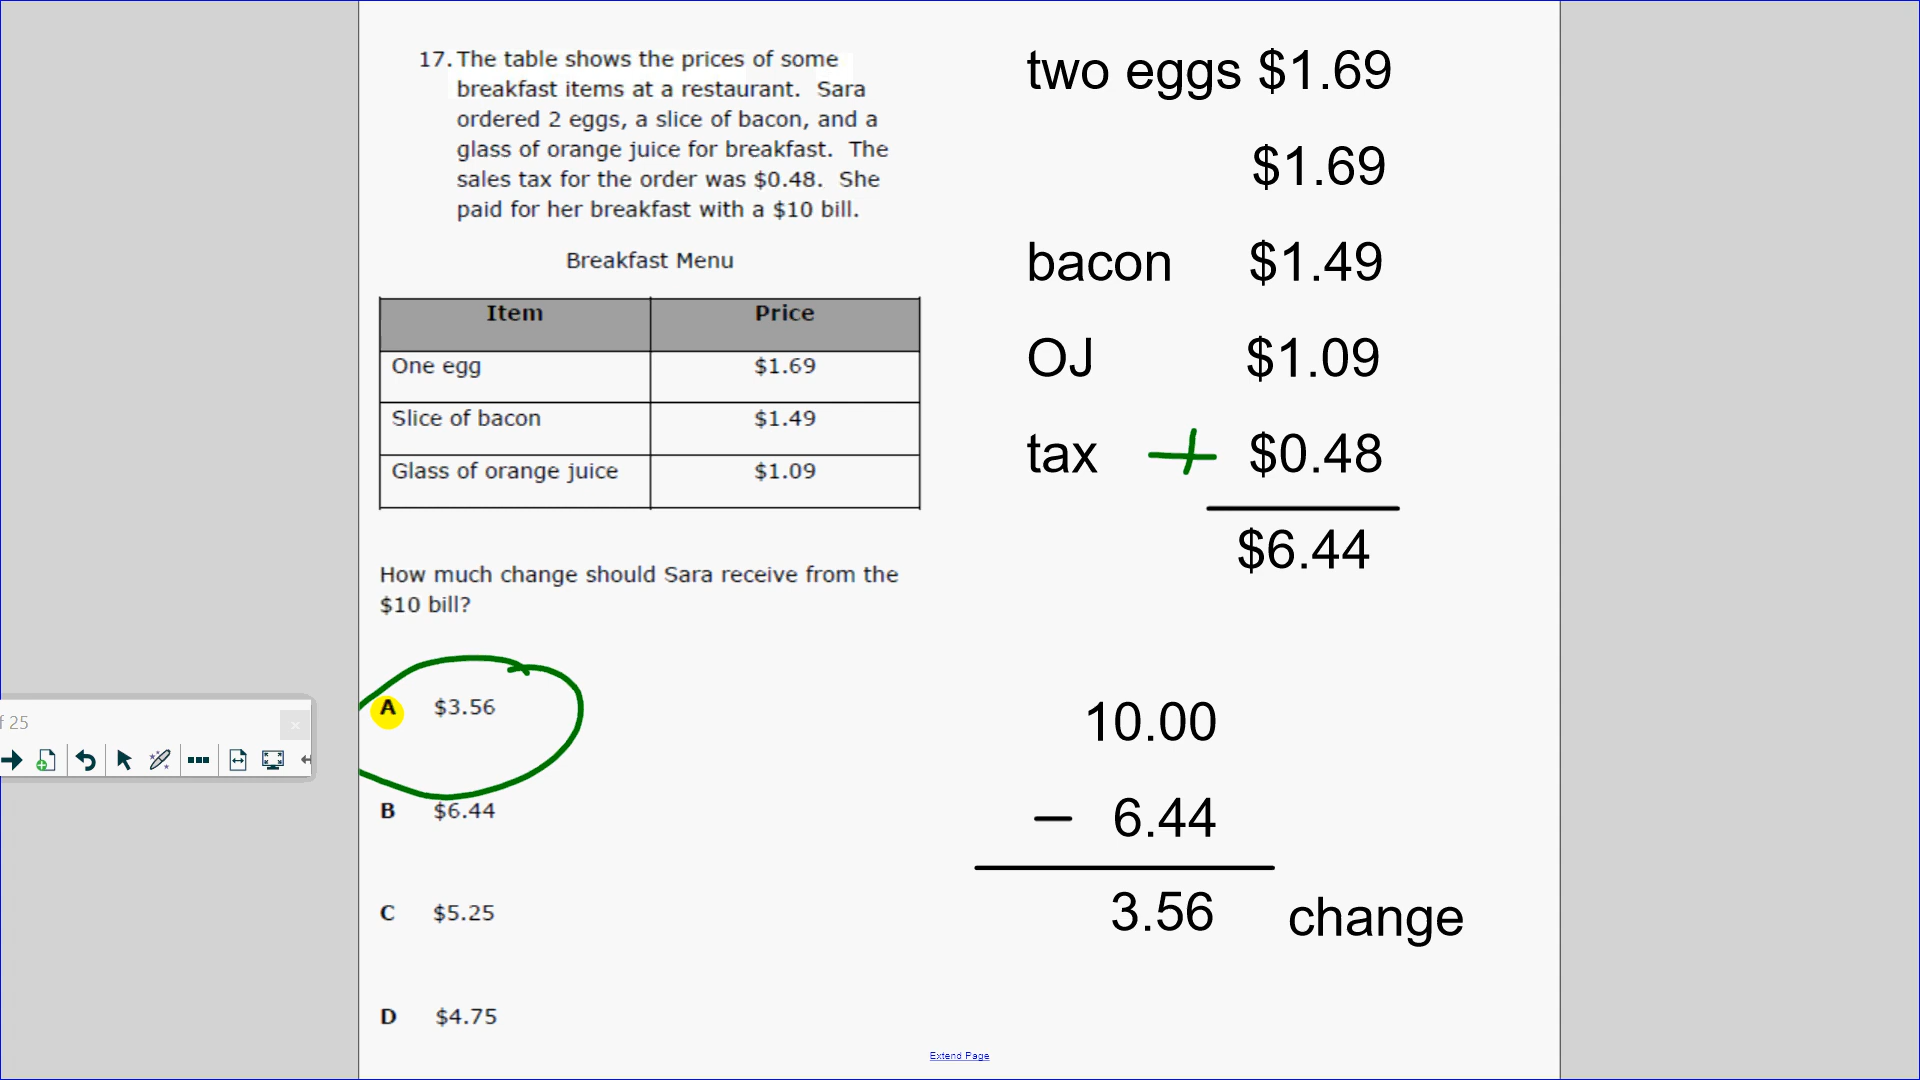 17. The table shows the prices of some
breakfast items at a restaurant. Sara
ordered 2 eggs, a slice of bacon, and a
glass of orange juice for breakfast. The
sales tax for the order was $0.48. She
paid for her breakfast with a $10 bill.
Breakfast Menu
Item Price
One egg $1.69
Slice of bacon $1.49
Glass of orange juice $1.09
How much change should Sara receive from the
$10 bill?
A $3.56
B $6.44
C $5.25
D $4.75
two eggs $1.69
$1.69
bacon $1.49
OJ $1.09
tax + $0.48
$6.44
10.00
− 6.44
3.56 change
f 25
Extend Page